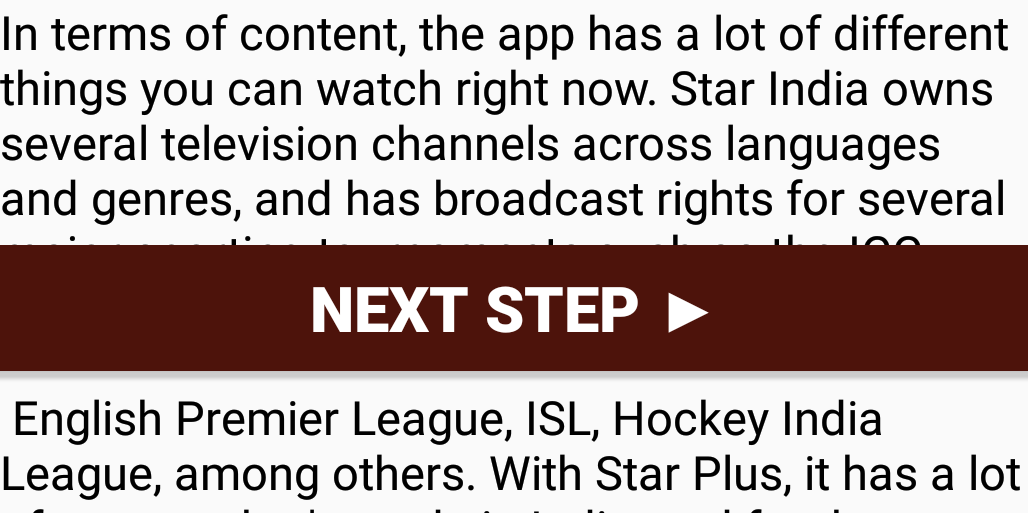 In terms of content, the app has a lot of different
things you can watch right now. Star India owns
several television channels across languages
and genres, and has broadcast rights for several
NEXT STEP ►
English Premier League, ISL, Hockey India
League, among others. With Star Plus, it has a lot